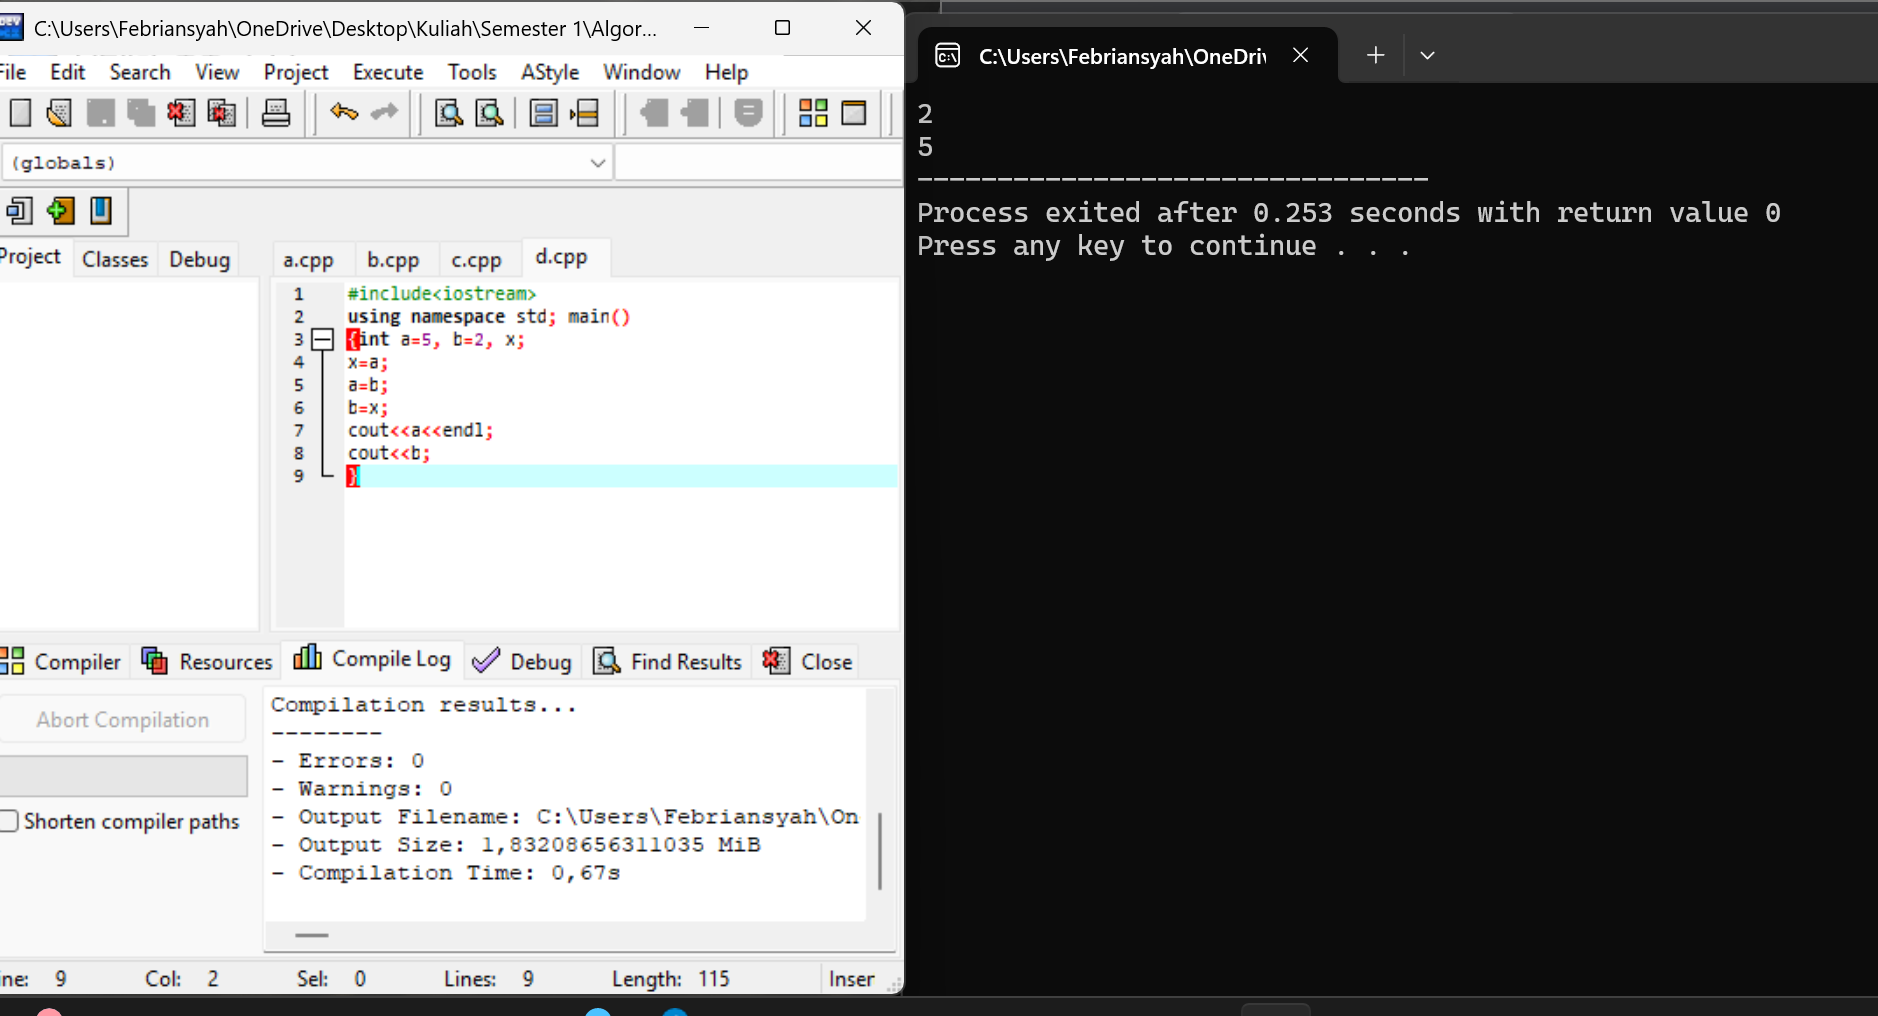 C:\Users\Febriansyah\OneDrive\Desktop\Kuliah\Semester 1\Algor...
File Edit Search View Project Execute Tools AStyle Window Help
(globals)
Project Classes Debug
a.cpp b.cpp c.cpp d.cpp
1 #include<iostream>
2 using namespace std; main()
3 {int a=5, b=2, x;
4 x=a;
5 a=b;
6 b=x;
7 cout<<a<<endl;
8 cout<<b;
9 }
Compiler Resources Compile Log Debug Find Results Close
Abort Compilation
Shorten compiler paths
Compilation results...
--------
- Errors: 0
- Warnings: 0
- Output Filename: C:\Users\Febriansyah\On
- Output Size: 1,83208656311035 MiB
- Compilation Time: 0,67s
ine: 9 Col: 2 Sel: 0 Lines: 9 Length: 115 Inser
C:\Users\Febriansyah\OneDriv
2
5
--------------------------------
Process exited after 0.253 seconds with return value 0
Press any key to continue . . .